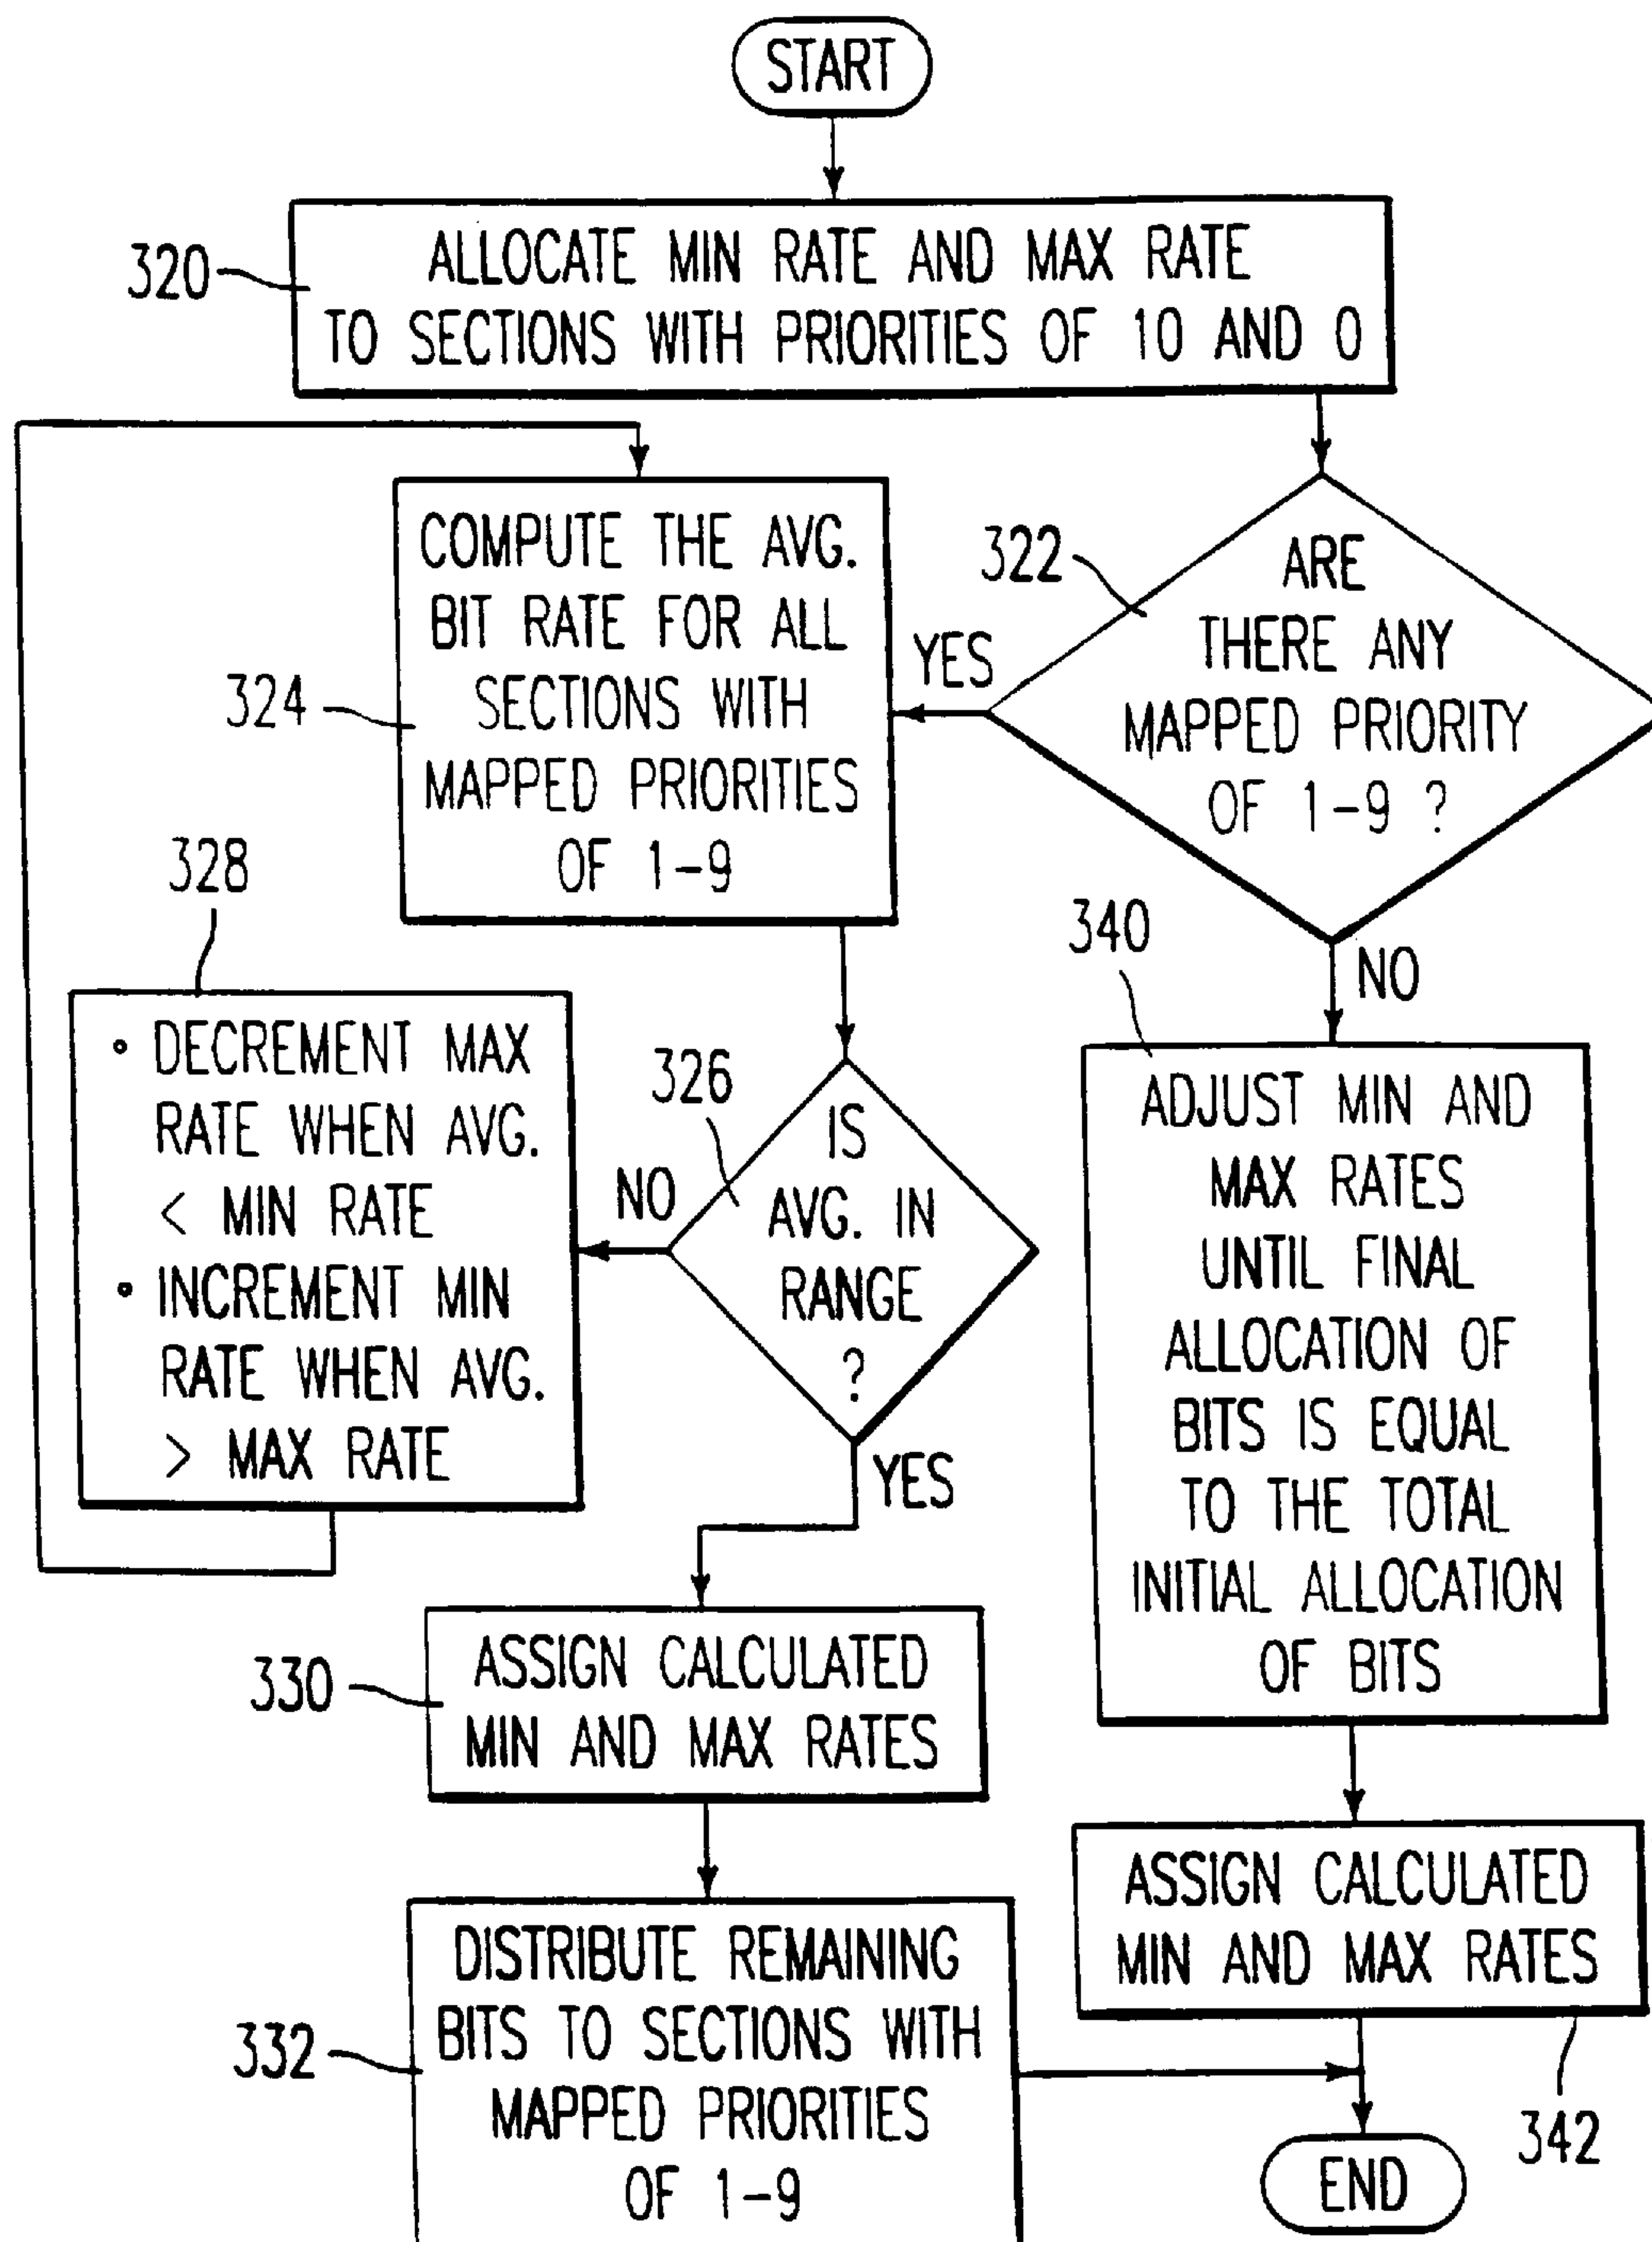 START
320
ALLOCATE MIN RATE AND MAX RATE
TO SECTIONS WITH PRIORITIES OF 10 AND 0
322
ARE
THERE ANY
MAPPED PRIORITY
OF 1-9 ?
YES
NO
324
COMPUTE THE AVG.
BIT RATE FOR ALL
SECTIONS WITH
MAPPED PRIORITIES
OF 1-9
326
IS
AVG. IN
RANGE
?
NO
YES
328
• DECREMENT MAX
RATE WHEN AVG.
< MIN RATE
• INCREMENT MIN
RATE WHEN AVG.
> MAX RATE
330
ASSIGN CALCULATED
MIN AND MAX RATES
332
DISTRIBUTE REMAINING
BITS TO SECTIONS WITH
MAPPED PRIORITIES
OF 1-9
340
ADJUST MIN AND
MAX RATES
UNTIL FINAL
ALLOCATION OF
BITS IS EQUAL
TO THE TOTAL
INITIAL ALLOCATION
OF BITS
ASSIGN CALCULATED
MIN AND MAX RATES
342
END